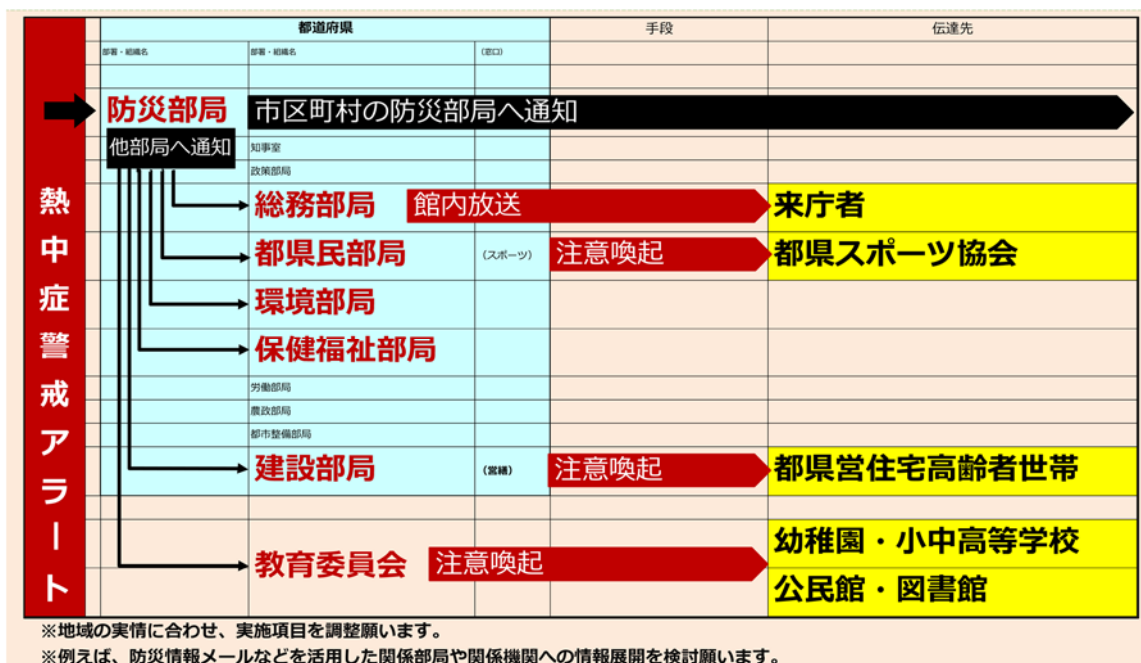 熱中症警戒アラート
都道府県 手段 伝達先
部署・組織名 部署・組織名 (窓口)
防災部局 市区町村の防災部局へ通知
他部局へ通知 知事室
政策部局
総務部局 館内放送 来庁者
都県民部局 (スポーツ) 注意喚起 都県スポーツ協会
環境部局
保健福祉部局
労働部局
農政部局
都市整備部局
建設部局 (営繕) 注意喚起 都県営住宅高齢者世帯
教育委員会 注意喚起 幼稚園・小中高等学校
公民館・図書館
※地域の実情に合わせ、実施項目を調整願います。
※例えば、防災情報メールなどを活用した関係部局や関係機関への情報展開を検討願います。